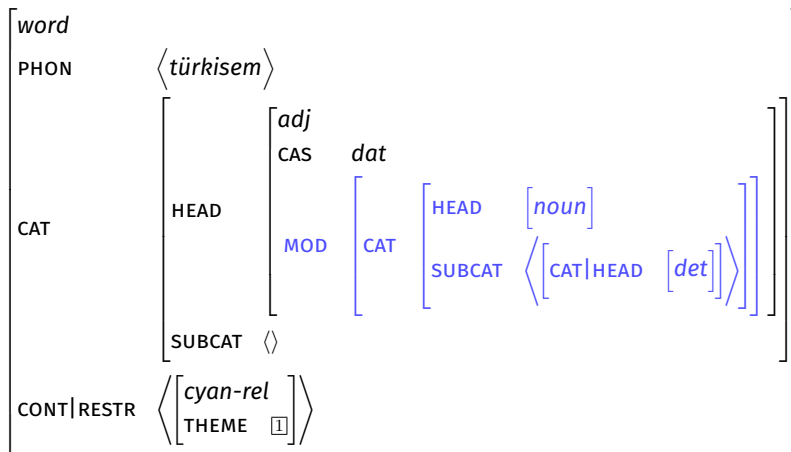 word
PHON ⟨türkisem⟩
adj
CAS dat
HEAD [noun]
HEAD
CAT
MOD [CAT
SUBCAT ⟨[CAT|HEAD [det]]⟩
SUBCAT ⟨⟩
cyan-rel
CONT|RESTR
THEME 1